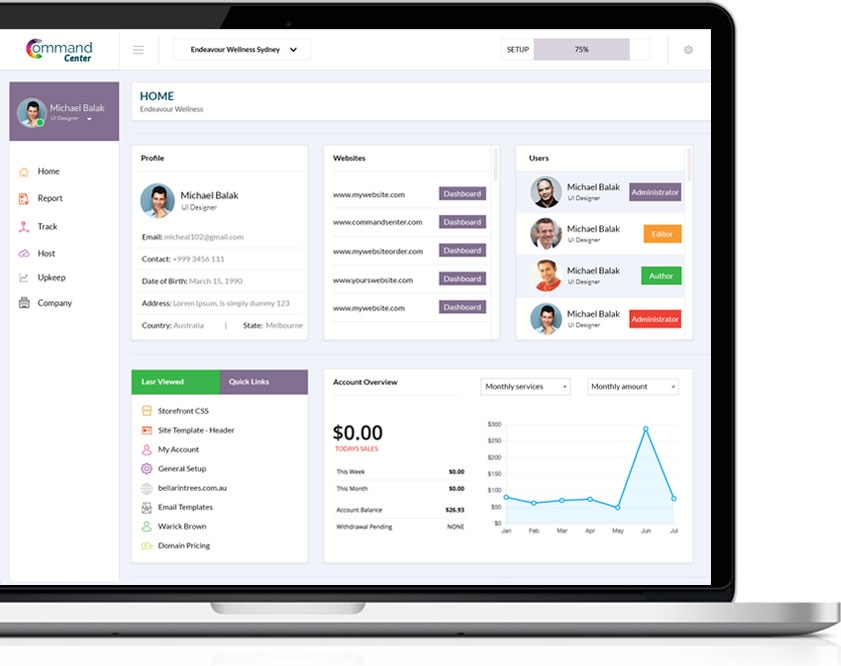 Command
Center
Endeavour Wellness Sydney
SETUP
75%
Michael Balak
UI Designer
Home
Report
Track
Host
Upkeep
Company
HOME
Endeavour Wellness
Profile
Michael Balak
UI Designer
Email: micheal102@gmail.com
Contact: +999 3456 111
Date of Birth: March 15, 1990
Address: Lorem Ipsum, is simply dummy 123
Country: Australia | State: Melbourne
Websites
www.mywebsite.com Dashboard
www.commandsenter.com Dashboard
www.mywebsiteorder.com Dashboard
www.yourswebsite.com Dashboard
www.mywebsite.com Dashboard
Users
Michael Balak
UI Designer
Administrator
Michael Balak
UI Designer
Editor
Michael Balak
UI Designer
Author
Michael Balak
UI Designer
Administrator
Lasr Viewed
Quick Links
Storefront CSS
Site Template - Header
My Account
General Setup
bellarintrees.com.au
Email Templates
Warick Brown
Domain Pricing
Account Overview
Monthly services
Monthly amount
$0.00
TODAYS SALES
This Week $0.00
This Month $0.00
Account Balance $26.93
Withdrawal Pending NONE
$300
$250
$200
$150
$100
$50
$0
Jan Feb Mar Apr May Jun Jul